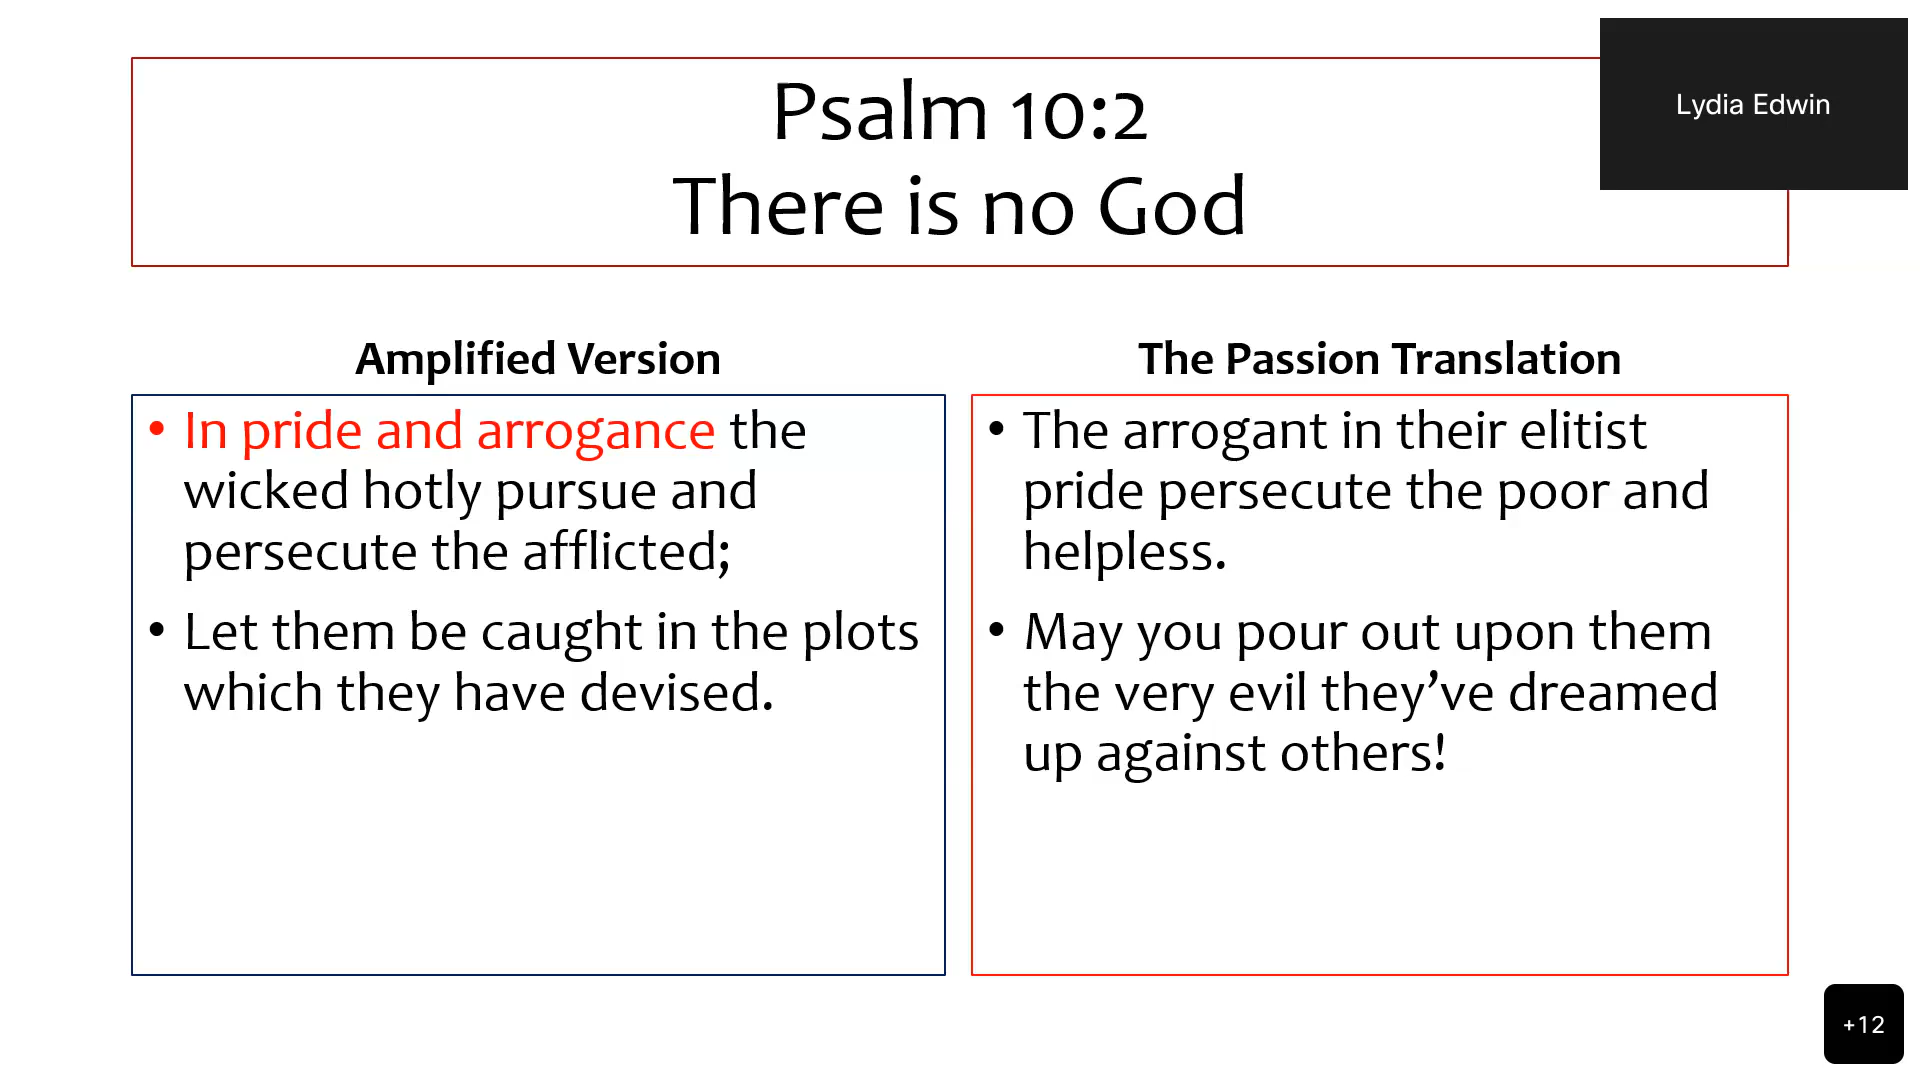 Psalm 10:2
There is no God
Lydia Edwin
Amplified Version
• In pride and arrogance the
wicked hotly pursue and
persecute the afflicted;
• Let them be caught in the plots
which they have devised.
The Passion Translation
• The arrogant in their elitist
pride persecute the poor and
helpless.
• May you pour out upon them
the very evil they’ve dreamed
up against others!
+12